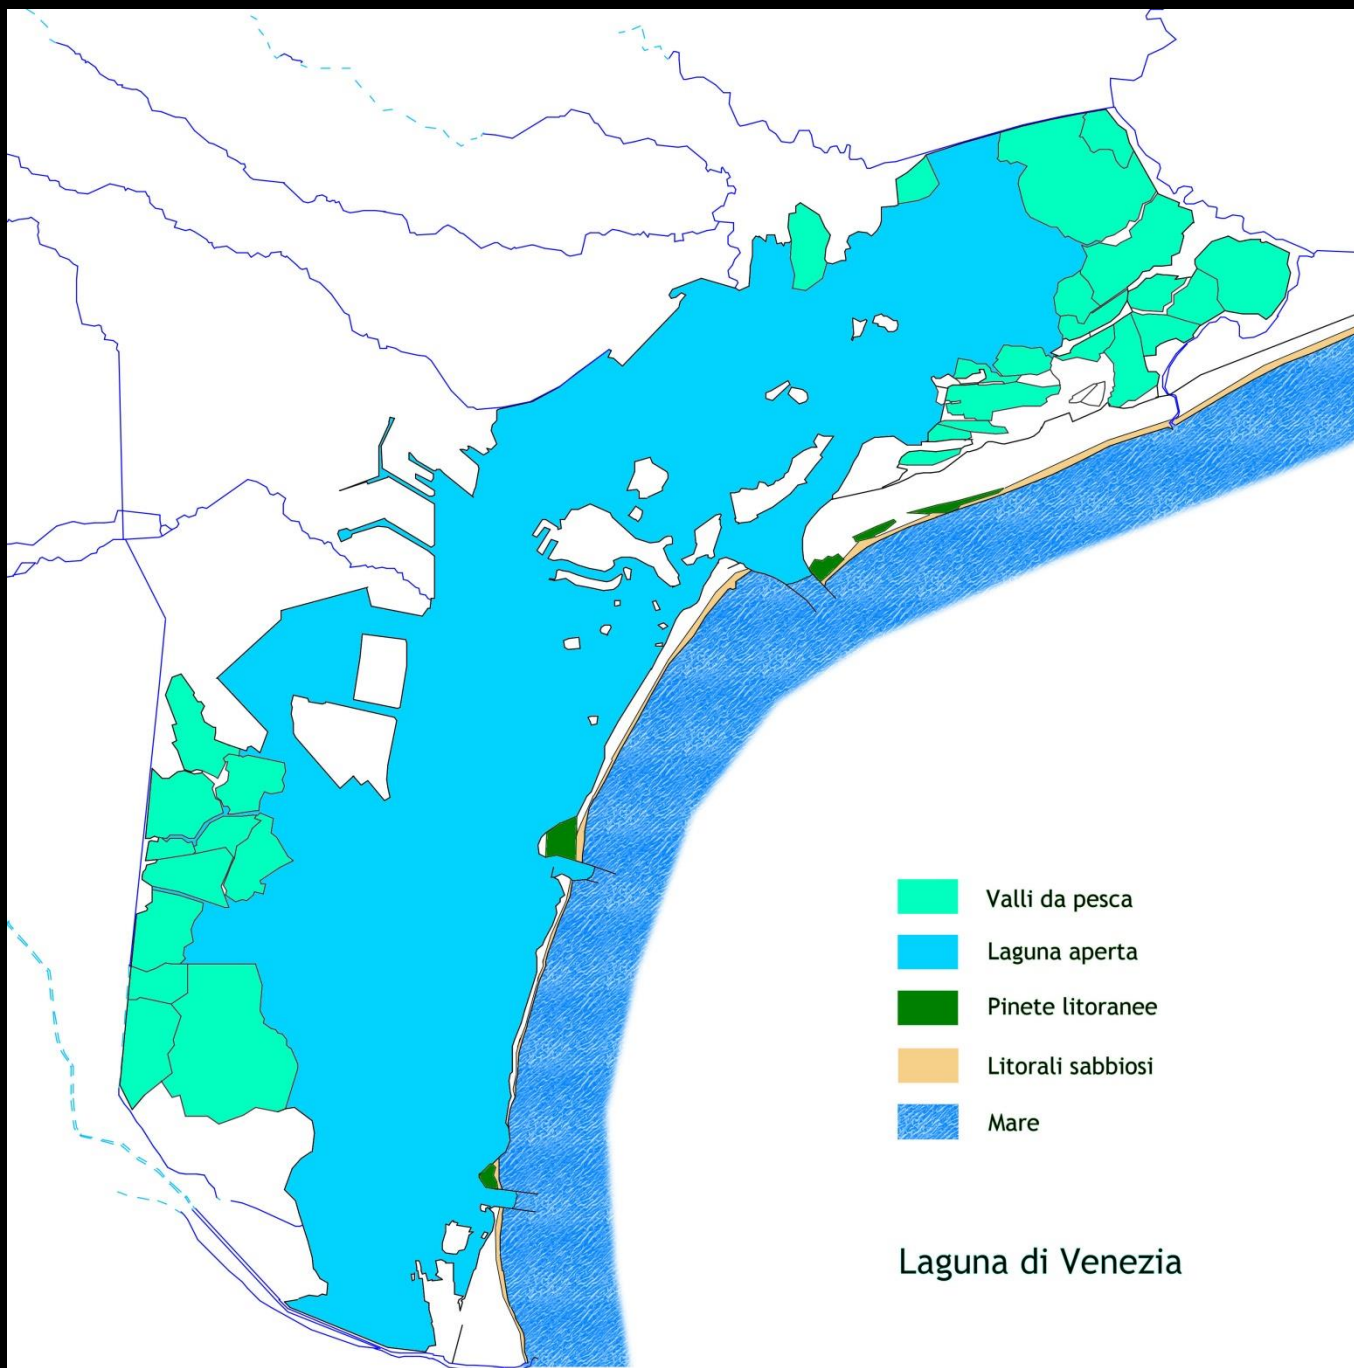 Valli da pesca
Laguna aperta
Pinete litoranee
Litorali sabbiosi
Mare
Laguna di Venezia